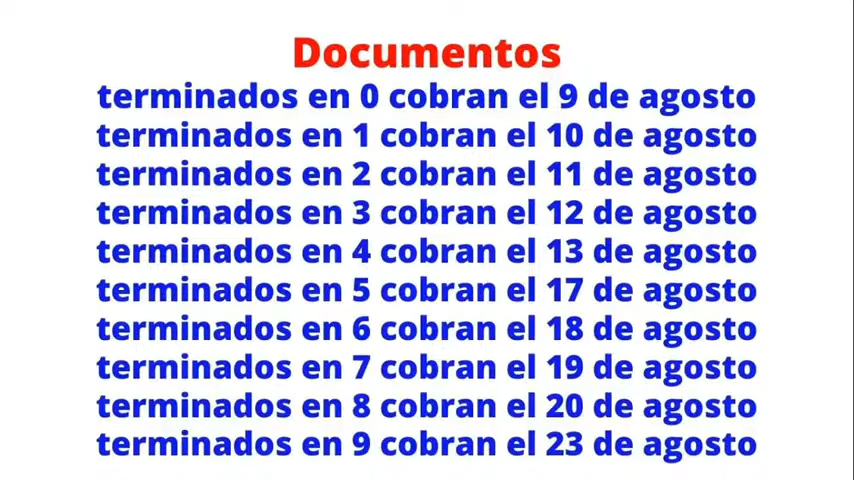 Documentos
terminados en 0 cobran el 9 de agosto
terminados en 1 cobran el 10 de agosto
terminados en 2 cobran el 11 de agosto
terminados en 3 cobran el 12 de agosto
terminados en 4 cobran el 13 de agosto
terminados en 5 cobran el 17 de agosto
terminados en 6 cobran el 18 de agosto
terminados en 7 cobran el 19 de agosto
terminados en 8 cobran el 20 de agosto
terminados en 9 cobran el 23 de agosto